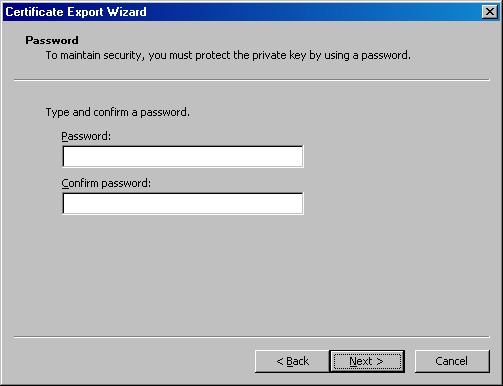 Certificate Export Wizard
Password
To maintain security, you must protect the private key by using a password.
Type and confirm a password.
Password:
Confirm password:
< Back Next > Cancel